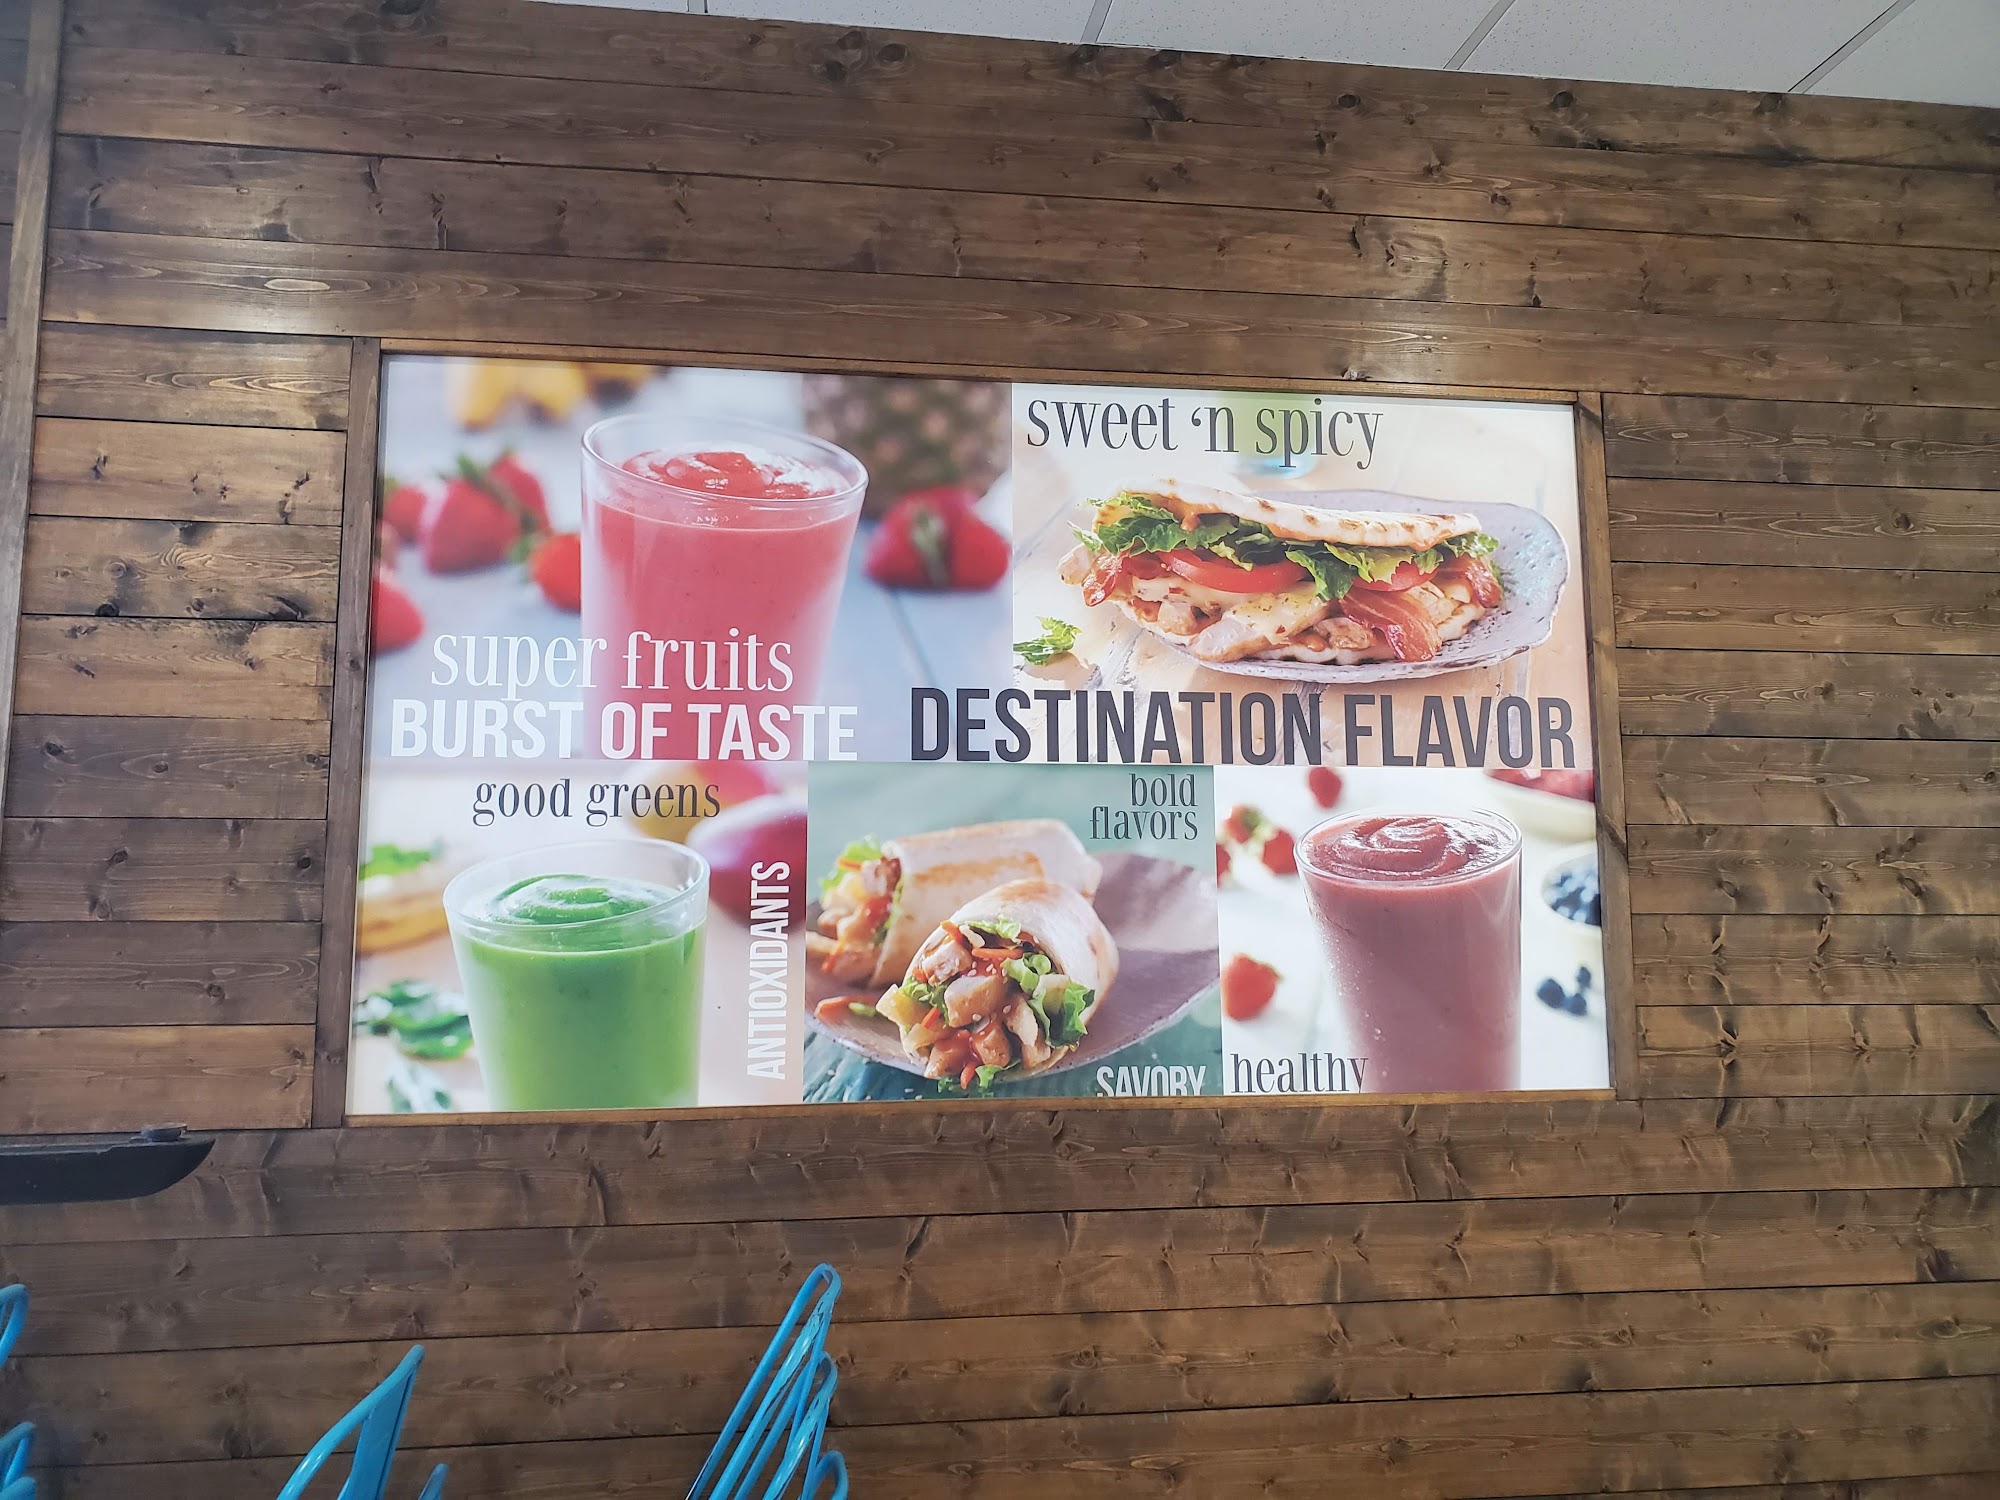 sweet ‘n spicy
super fruits
BURST OF TASTE
DESTINATION FLAVOR
good greens
ANTIOXIDANTS
bold
flavors
SAVORY
healthy